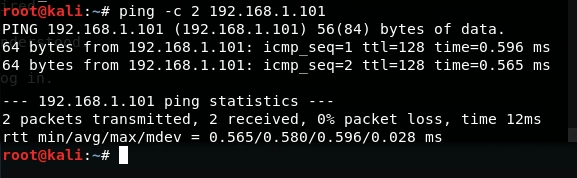 root@kali:~# ping -c 2 192.168.1.101
PING 192.168.1.101 (192.168.1.101) 56(84) bytes of data.
64 bytes from 192.168.1.101: icmp_seq=1 ttl=128 time=0.596 ms
64 bytes from 192.168.1.101: icmp_seq=2 ttl=128 time=0.565 ms
og in.
--- 192.168.1.101 ping statistics ---
2 packets transmitted, 2 received, 0% packet loss, time 12ms
rtt min/avg/max/mdev = 0.565/0.580/0.596/0.028 ms
root@kali:~#